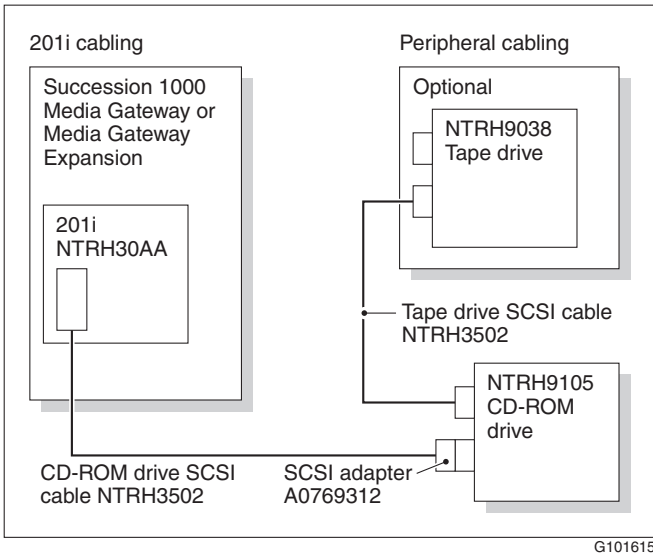 201i cabling
Succession 1000
Media Gateway or
Media Gateway
Expansion
201i
NTRH30AA
Peripheral cabling
Optional
NTRH9038
Tape drive
Tape drive SCSI cable
NTRH3502
NTRH9105
CD-ROM
drive
CD-ROM drive SCSI
cable NTRH3502
SCSI adapter
A0769312
G101615